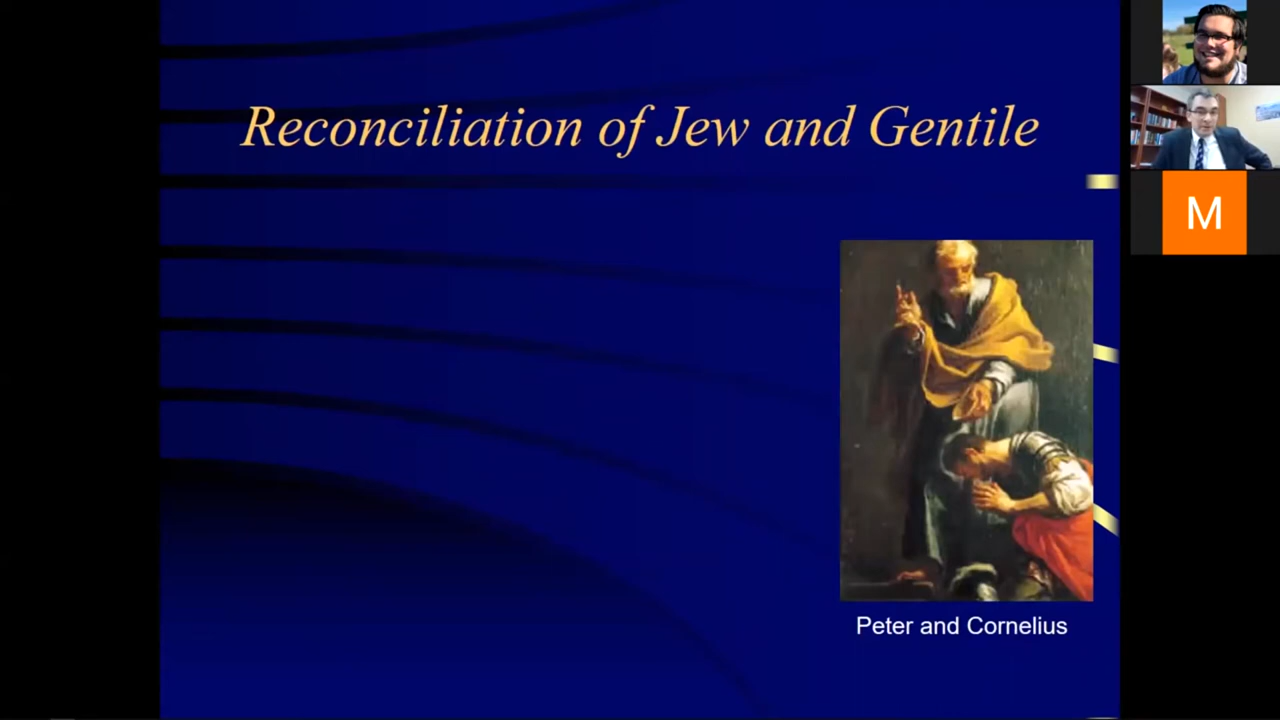 Reconciliation of Jew and Gentile
M
Peter and Cornelius